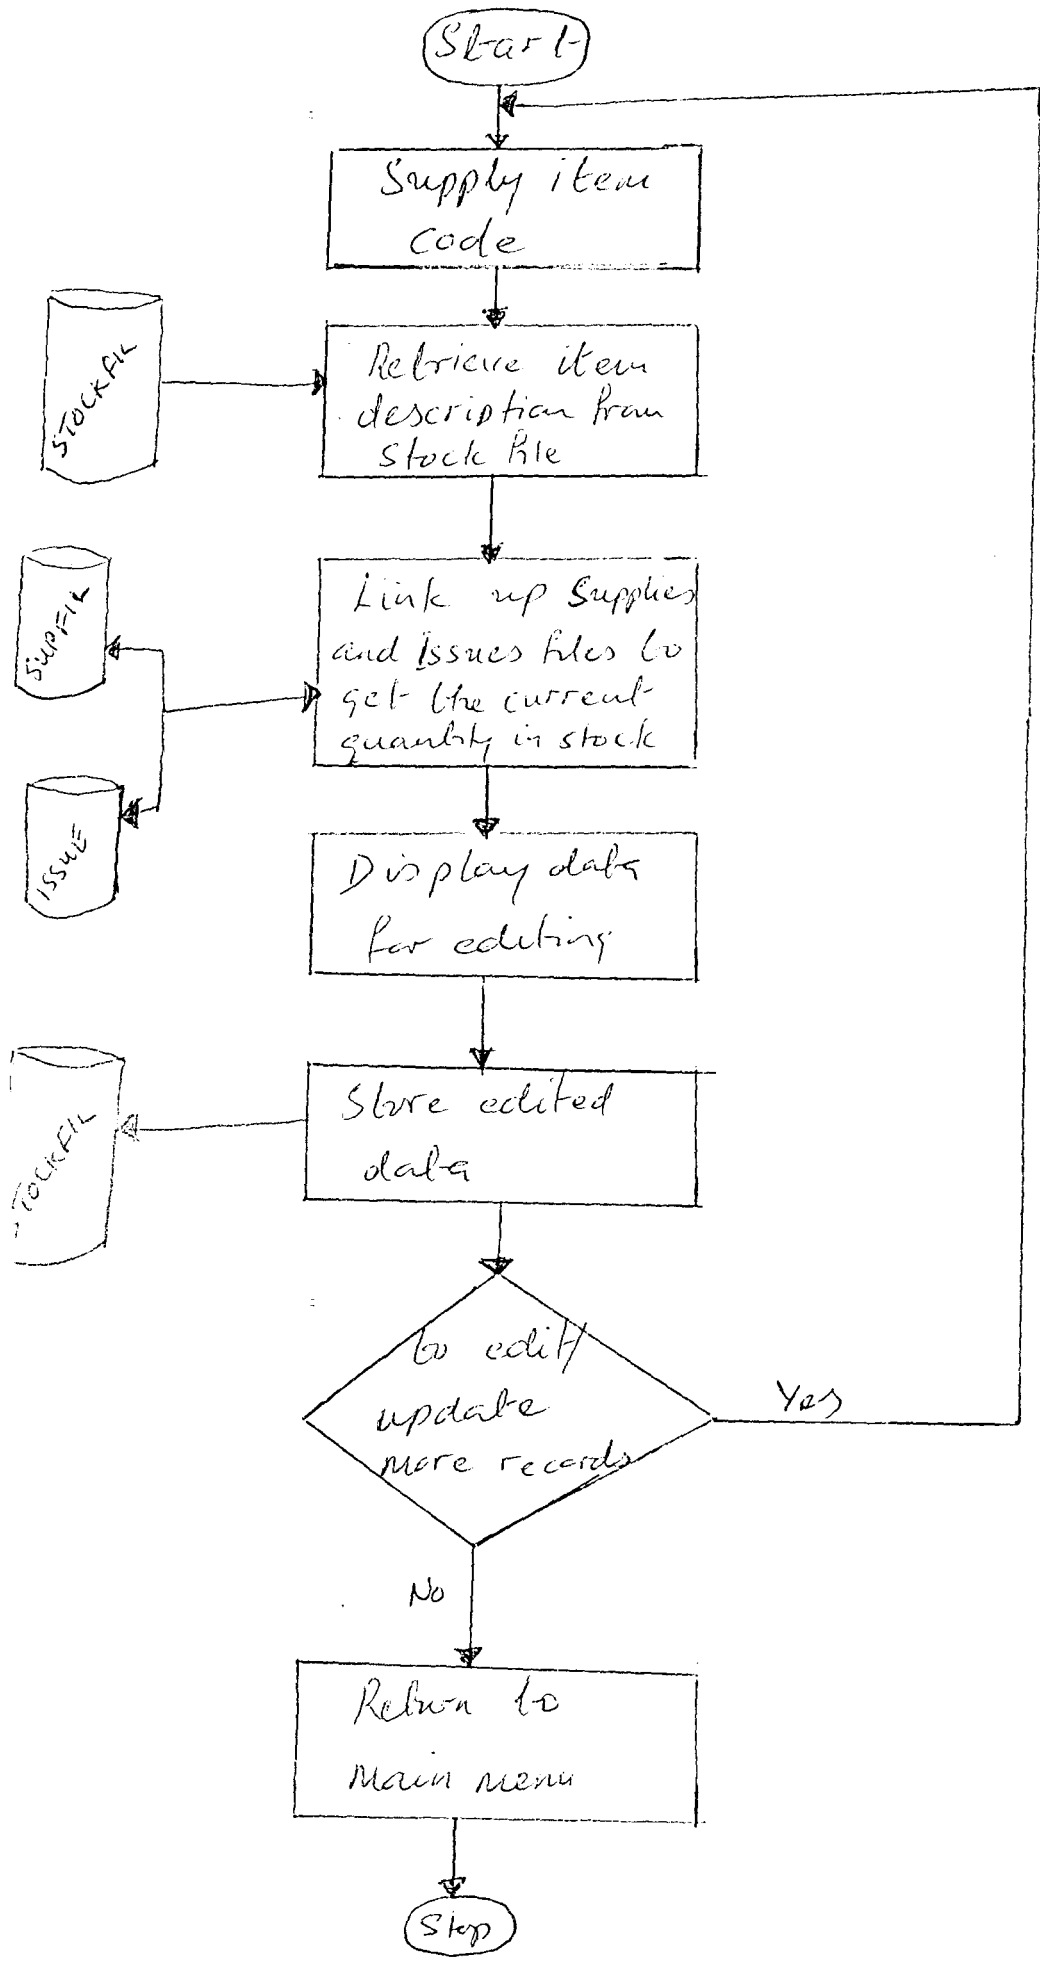 Start
Supply item
code
STOCKFIL
Retrieve item
description from
stock file
SUPFIL
Link up supplies
and Issues files to
get the current
quantity in stock
ISSUE
Display data
for editing
Store edited
data
TOCKFIL
to edit/
update
more records
Yes
No
Return to
Main menu
Stop